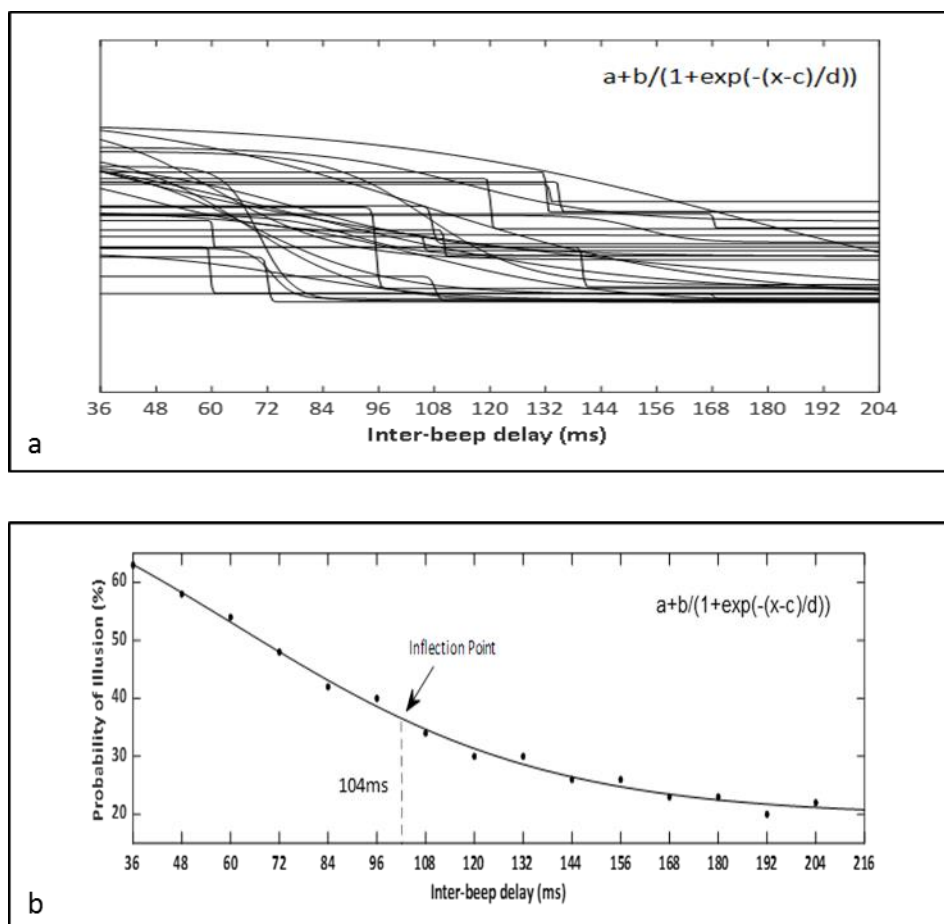 a+b/(1+exp(-(x-c)/d))
36 48 60 72 84 96 108 120 132 144 156 168 180 192 204
Inter-beep delay (ms)
a
a+b/(1+exp(-(x-c)/d))
Probability of Illusion (%)
60
50
40
30
20
Inflection Point
104ms
36 48 60 72 84 96 108 120 132 144 156 168 180 192 204 216
Inter-beep delay (ms)
b